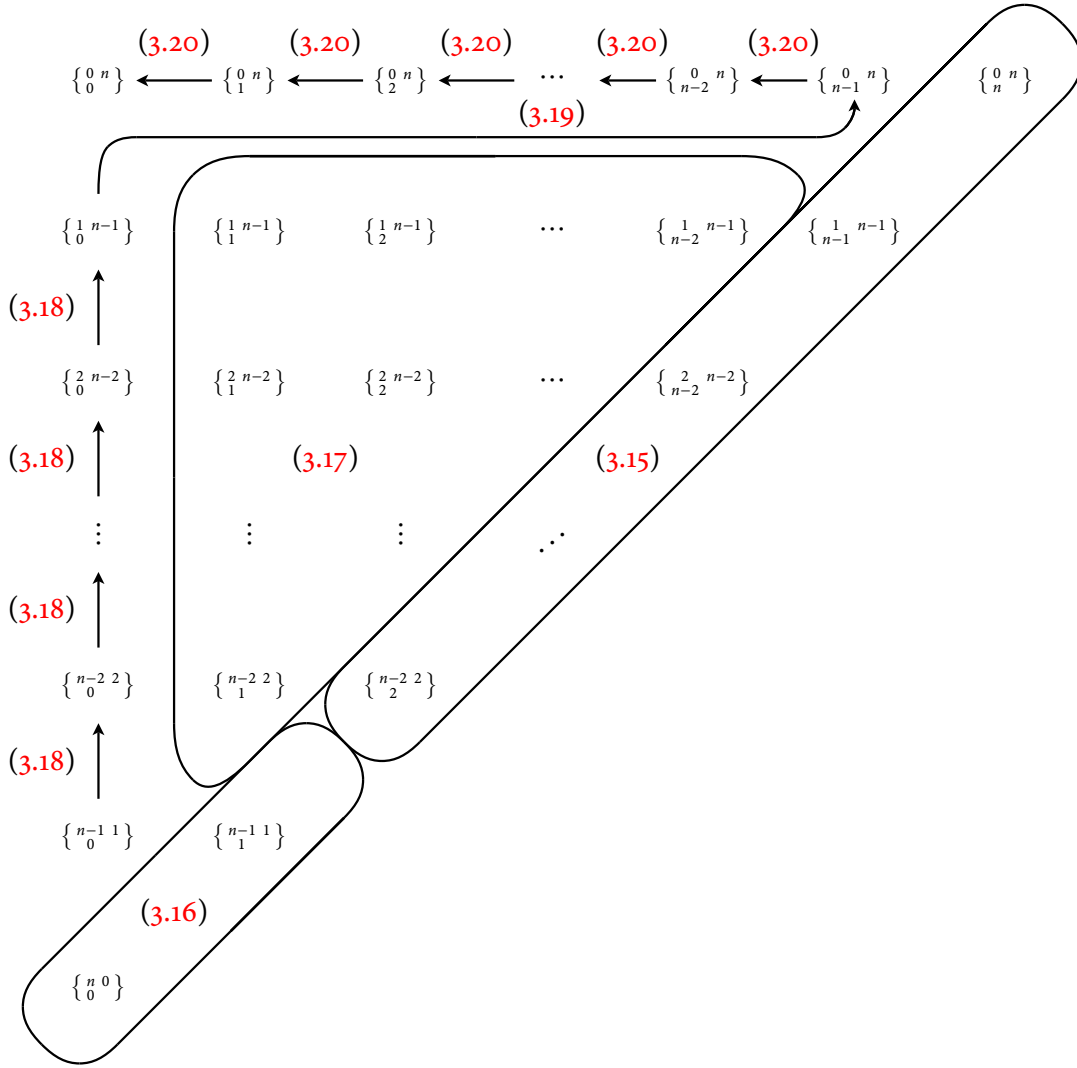 (3.20) (3.20) (3.20) (3.20) (3.20)
{0 n 0} {0 n 1} {0 n 2} ⋯ {0 n n−2} {0 n n−1} {0 n n}
(3.19)
{1 n−1 0} {1 n−1 1} {1 n−1 2} ⋯ {1 n−1 n−2} {1 n−1 n−1}
(3.18)
{2 n−2 0} {2 n−2 1} {2 n−2 2} ⋯ {2 n−2 n−2}
(3.18) (3.17) (3.15)
⋮ ⋮ ⋮ ⋰
(3.18)
{n−2 2 0} {n−2 2 1} {n−2 2 2}
(3.18)
{n−1 1 0} {n−1 1 1}
(3.16)
{n 0 0}